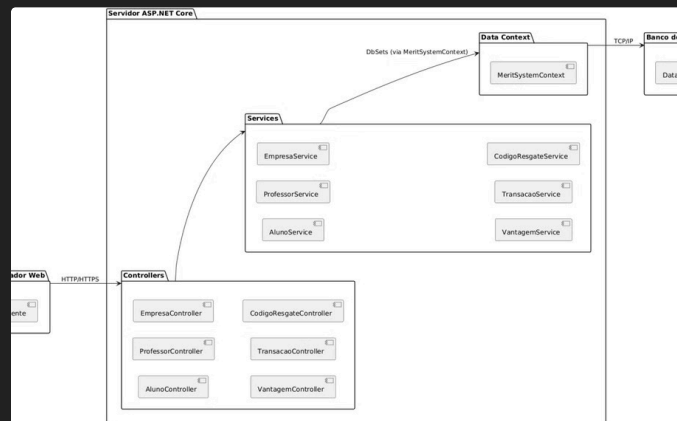 Servidor ASP.NET Core
Data Context
TCP/IP
Banco de
DbSets (via MeritSystemContext)
MeritSystemContext
Data
Services
EmpresaService
CodigoResgateService
ProfessorService
TransacaoService
AlunoService
VantagemService
ador Web
HTTP/HTTPS
Controllers
ente
EmpresaController
CodigoResgateController
ProfessorController
TransacaoController
AlunoController
VantagemController